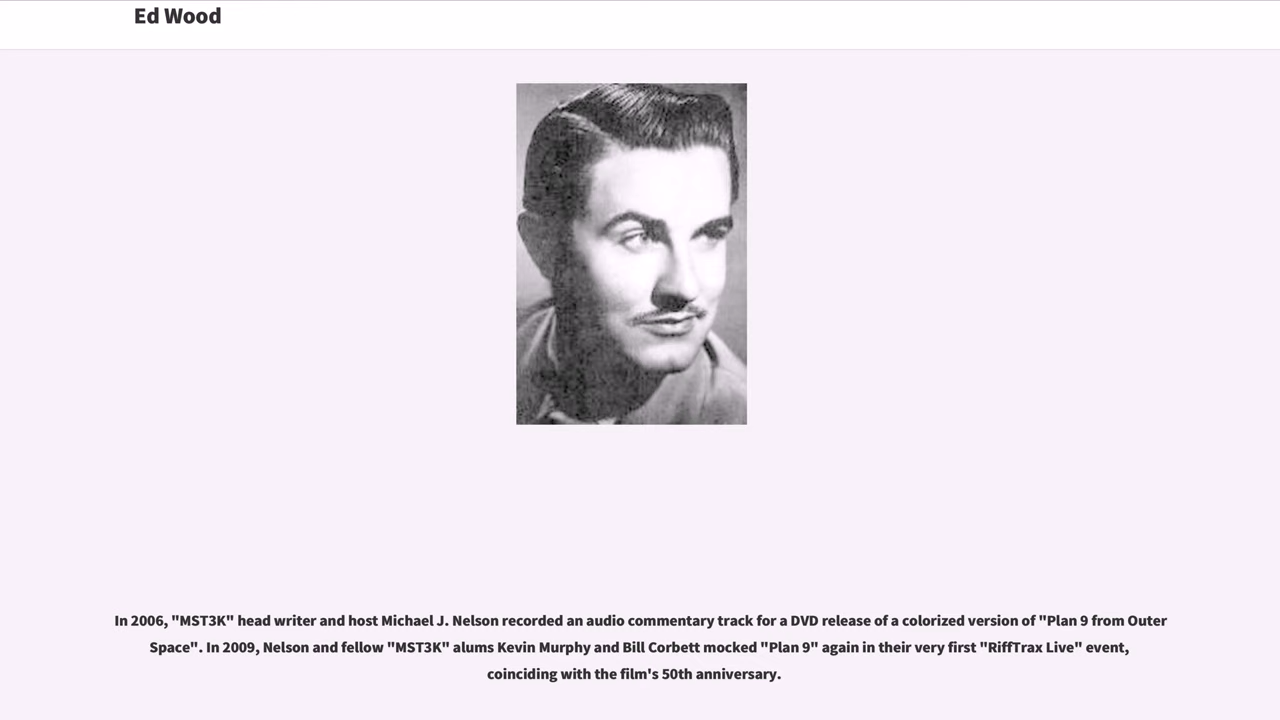 Ed Wood
In 2006, "MST3K" head writer and host Michael J. Nelson recorded an audio commentary track for a DVD release of a colorized version of "Plan 9 from Outer
Space". In 2009, Nelson and fellow "MST3K" alums Kevin Murphy and Bill Corbett mocked "Plan 9" again in their very first "RiffTrax Live" event,
coinciding with the film's 50th anniversary.